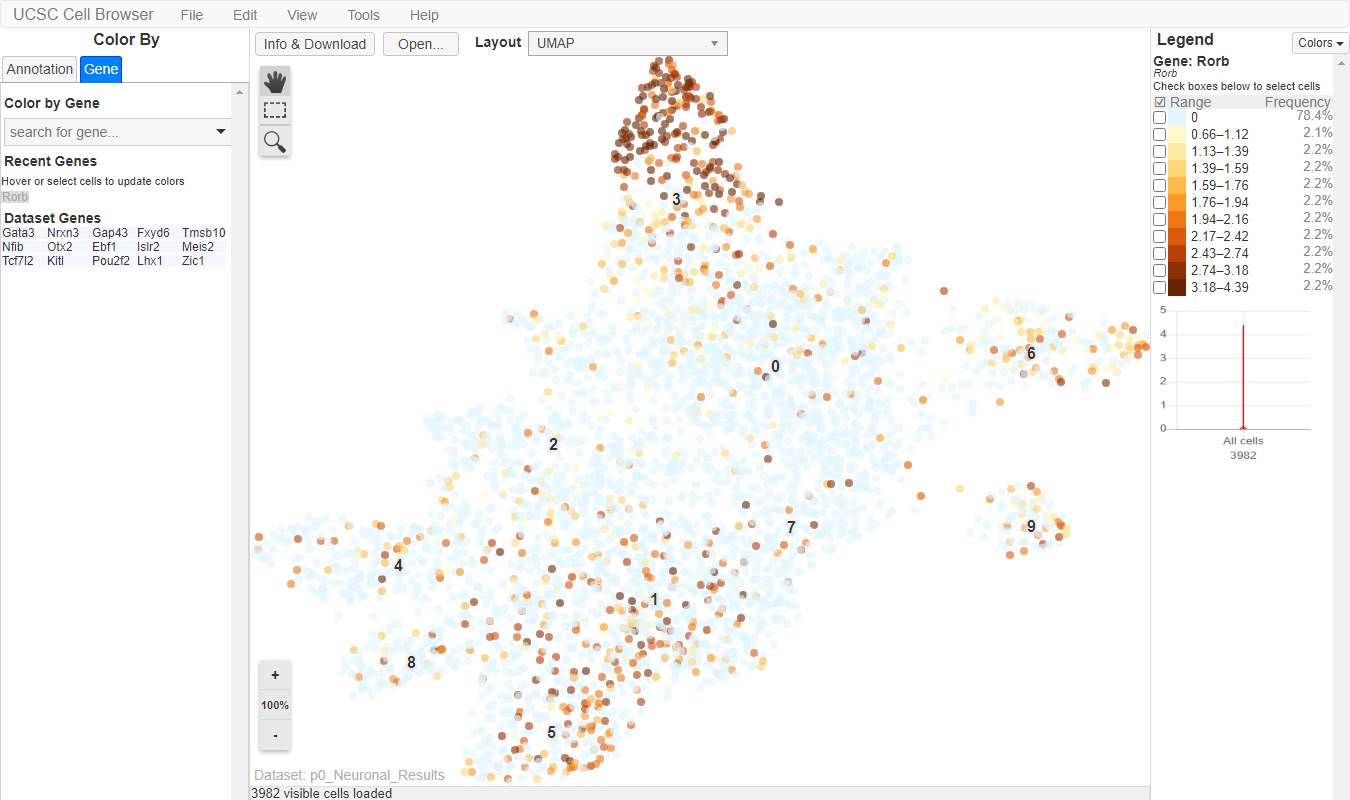 UCSC Cell Browser File Edit View Tools Help
Color By
Annotation Gene
Color by Gene
search for gene...
Recent Genes
Hover or select cells to update colors
Rorb
Dataset Genes
Gata3 Nrxn3 Gap43 Fxyd6 Tmsb10
Nfib Otx2 Ebf1 Islr2 Meis2
Tcf7l2 Kitl Pou2f2 Lhx1 Zic1
Info & Download Open... Layout UMAP
3
0
6
2
7
9
4
1
8
5
+
100%
-
Dataset: p0_Neuronal_Results
3982 visible cells loaded
Legend Colors
Gene: Rorb
Rorb
Check boxes below to select cells
Range Frequency
0 78.4%
0.66–1.12 2.1%
1.13–1.39 2.2%
1.39–1.59 2.2%
1.59–1.76 2.2%
1.76–1.94 2.2%
1.94–2.16 2.2%
2.17–2.42 2.2%
2.43–2.74 2.2%
2.74–3.18 2.2%
3.18–4.39 2.2%
5
4
3
2
1
0
All cells
3982